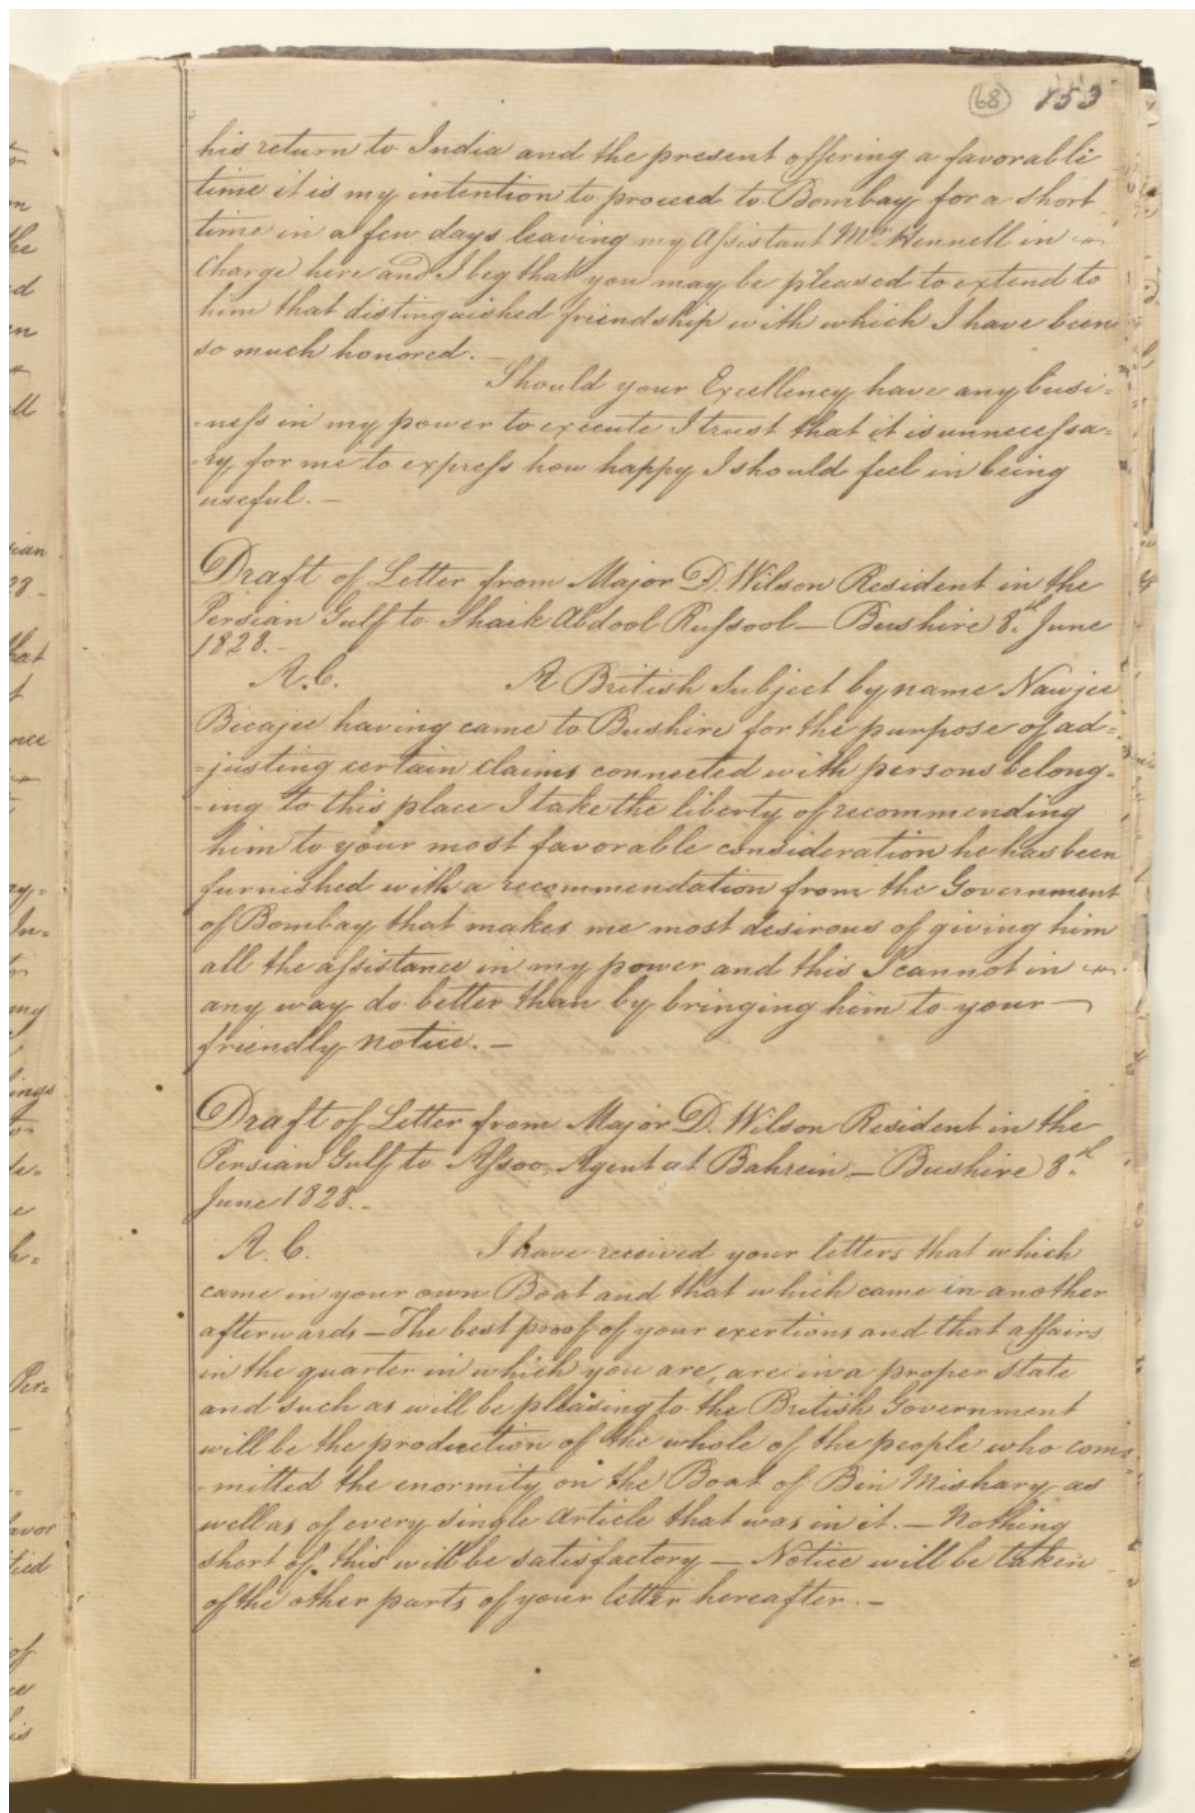 (68) 153
his return to India and the present offering a favorable
time it is my intention to proceed to Bombay for a short
time in a few days leaving my Assistant Mr. Hennell in
charge here and I beg that you may be pleased to extend to
him that distinguished friendship with which I have been
so much honored. —
Should your Excellency have any busi=
=ness in my power to execute I trust that it is unnecessa=
=ry for me to express how happy I should feel in being
useful. —
Draft of Letter from Major D. Wilson Resident in the
Persian Gulf to Shaik Abdool Russool — Bushire 8th June
1828. -
A. C. A British Subject by name Nawjee
Bicajee having came to Bushire for the purpose of ad=
=justing certain claims connected with persons belong=
=ing to this place I take the liberty of recommending
him to your most favorable consideration he has been
furnished with a recommendation from the Government
of Bombay that makes me most desirous of giving him
all the assistance in my power and this I cannot in
any way do better than by bringing him to your
friendly notice. —
Draft of Letter from Major D. Wilson Resident in the
Persian Gulf to Assoo, Agent at Bahrein — Bushire 8th
June 1828. -
A. C. I have received your letters that which
came in your own Boat and that which came in another
afterwards — The best proof of your exertions and that affairs
in the quarter in which you are, are in a proper state
and such as will be pleasing to the British Government
will be the production of the whole of the people who com=
=mitted the enormity on the Boat of Bin Mishary as
well as of every single Article that was in it. — Nothing
short of this will be satisfactory — Notice will be taken
of the other parts of your letter hereafter. —